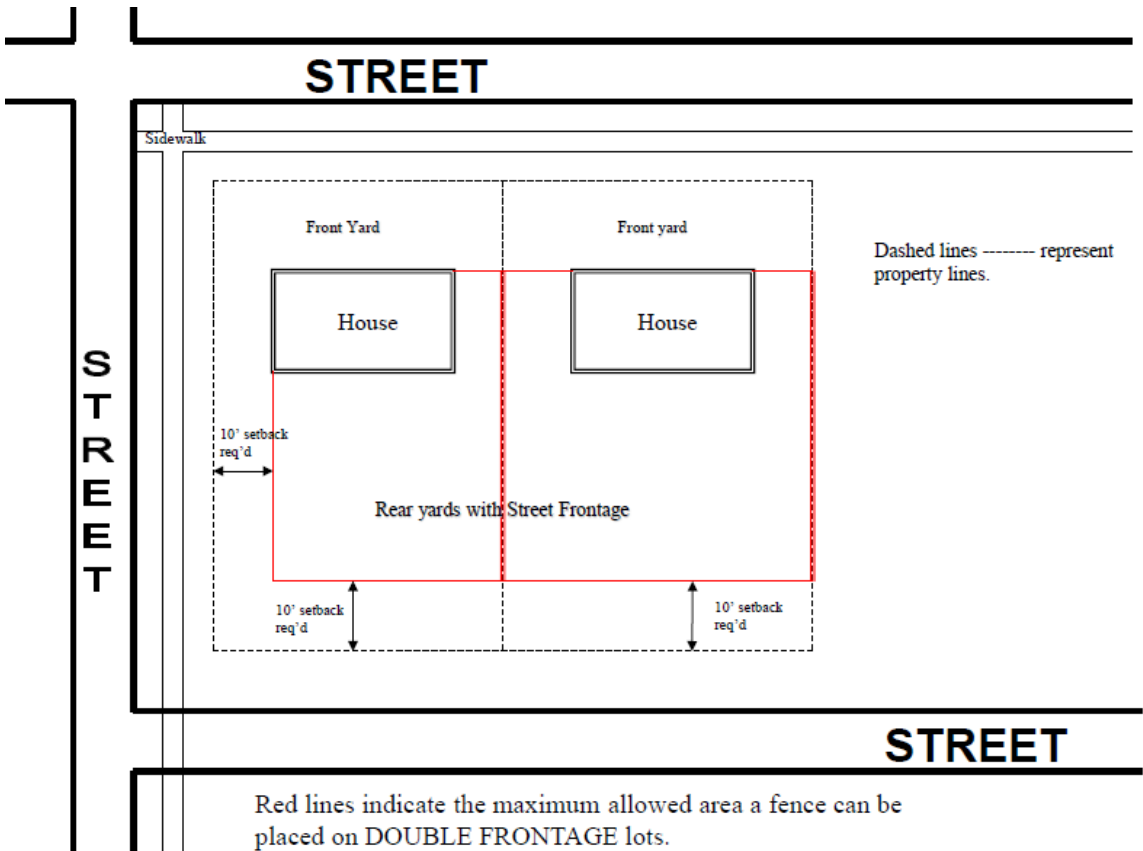 STREET
Sidewalk
Front Yard
Front yard
Dashed lines -------- represent
property lines.
House
House
STREET
10’ setback
req’d
Rear yards with Street Frontage
10’ setback
req’d
10’ setback
req’d
STREET
Red lines indicate the maximum allowed area a fence can be
placed on DOUBLE FRONTAGE lots.